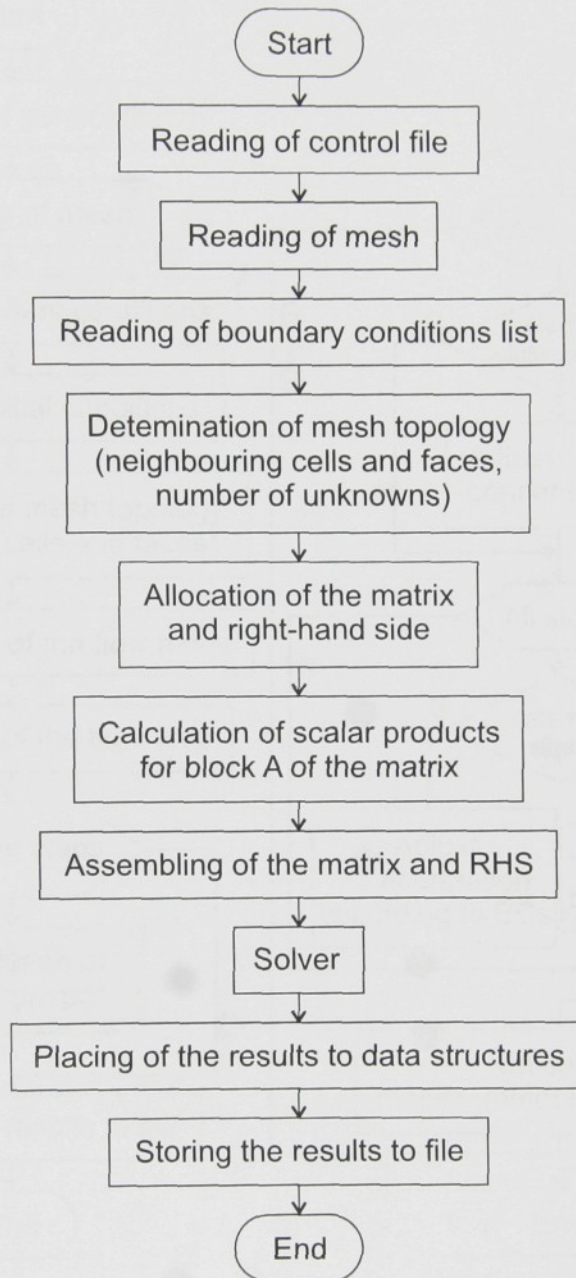 Start
Reading of control file
Reading of mesh
Reading of boundary conditions list
Detemination of mesh topology
(neighbouring cells and faces,
number of unknowns)
Allocation of the matrix
and right-hand side
Calculation of scalar products
for block A of the matrix
Assembling of the matrix and RHS
Solver
Placing of the results to data structures
Storing the results to file
End